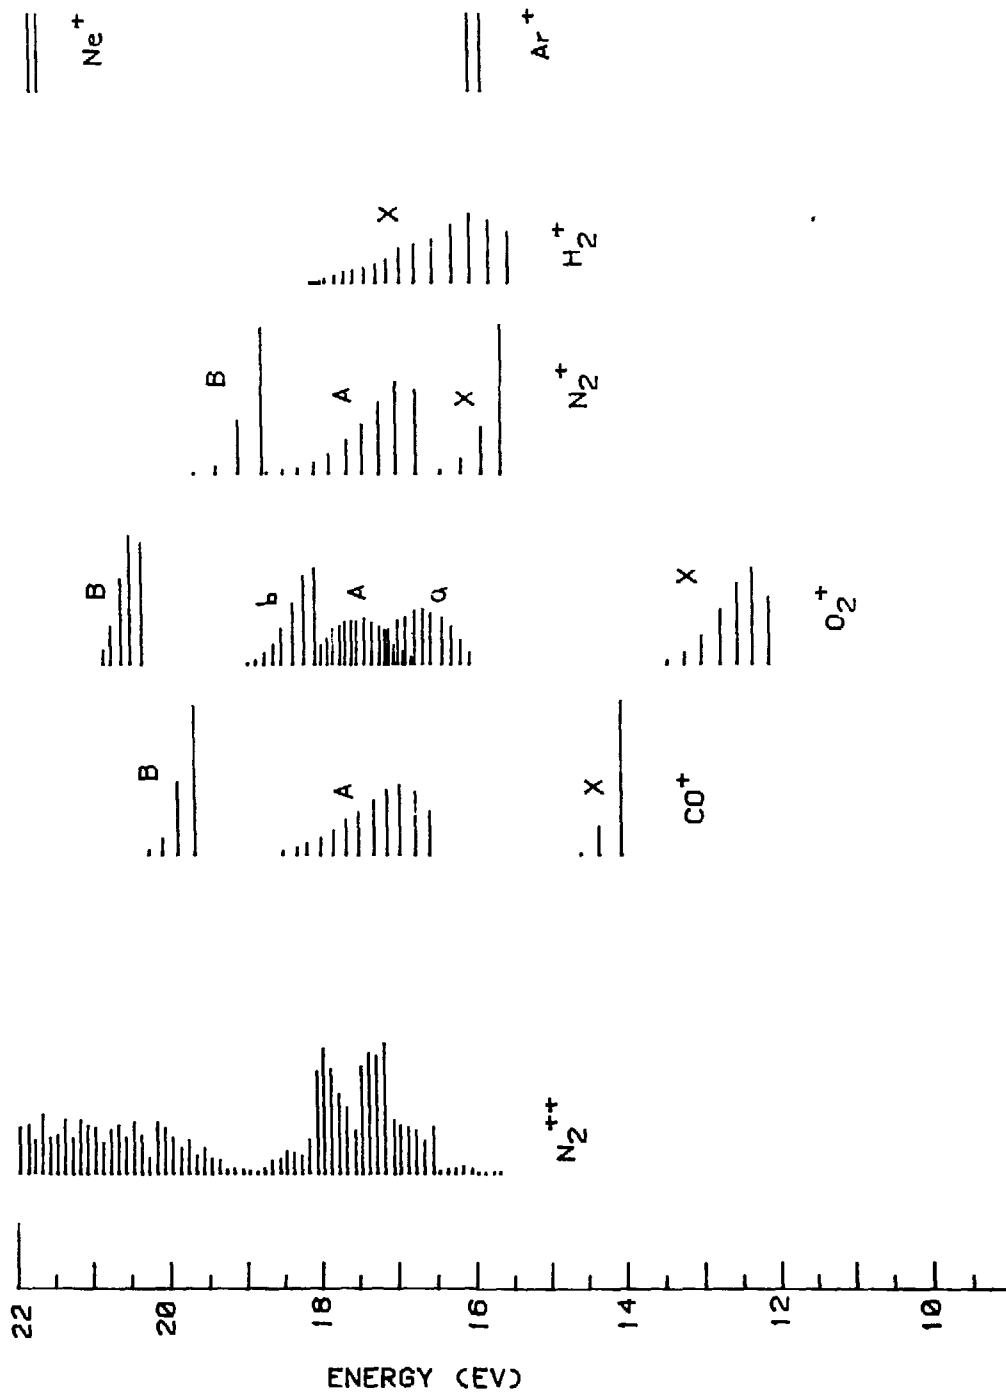 ENERGY (EV)
22
20
18
16
14
12
10
N2++
CO+
X
A
B
O2+
X
a
A
b
B
N2+
X
A
B
H2+
X
Ar+
Ne+